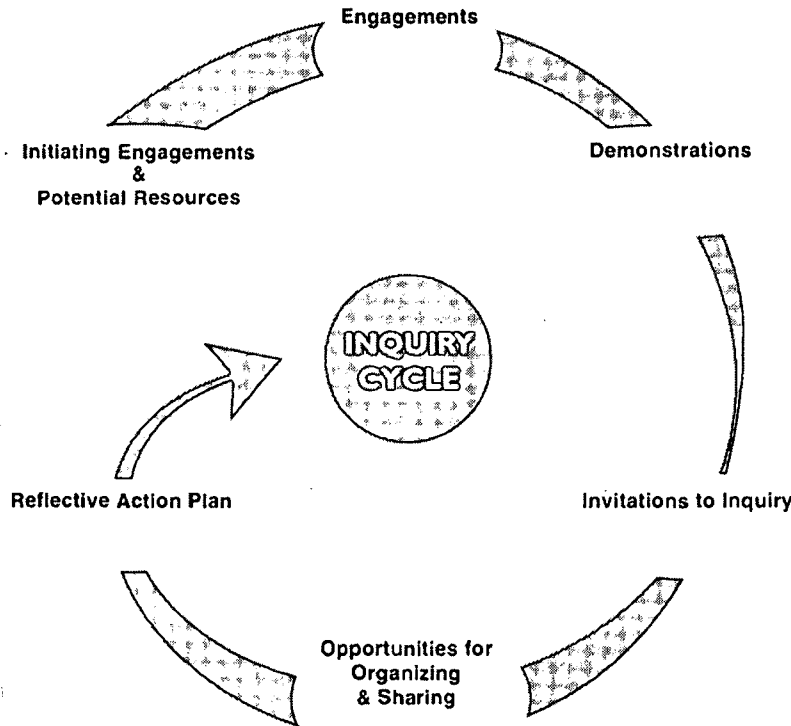 Engagements
Initiating Engagements
&
Potential Resources
Demonstrations
INQUIRY
CYCLE
Reflective Action Plan
Invitations to Inquiry
Opportunities for
Organizing
& Sharing